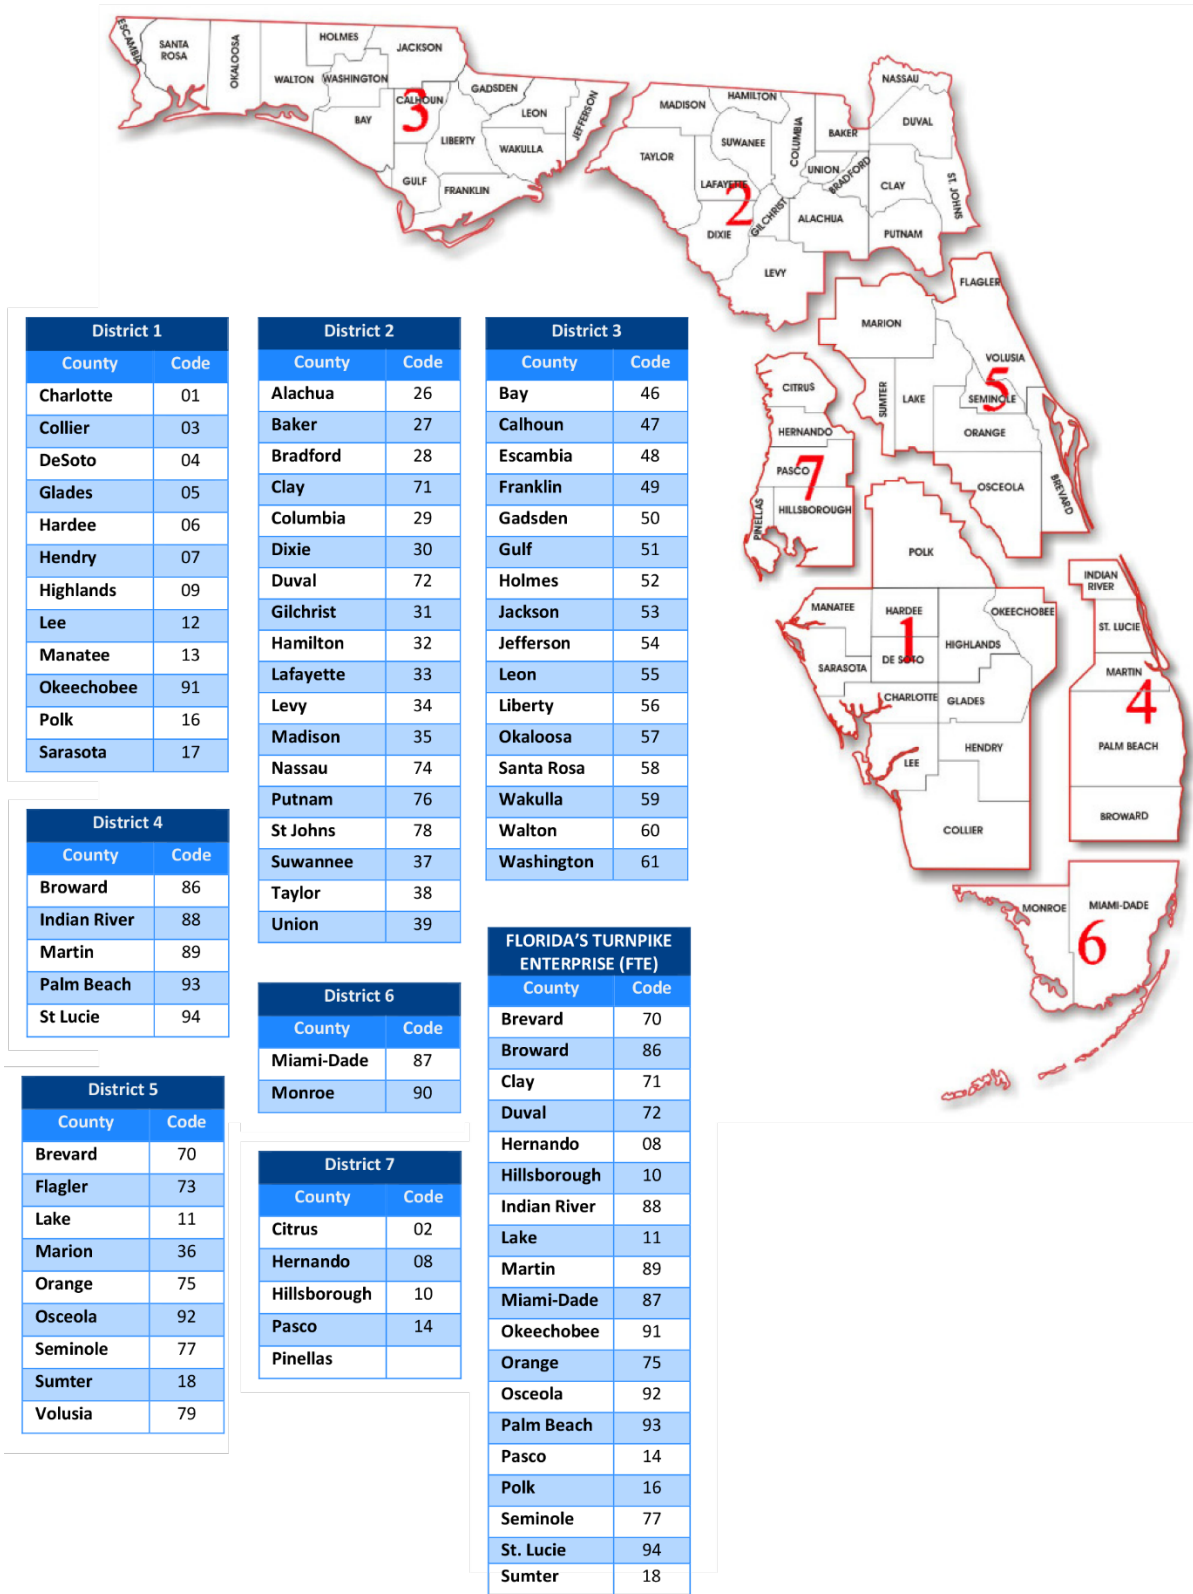 ESCAMBIA
SANTA
ROSA
OKALOOSA
WALTON
HOLMES
WASHINGTON
JACKSON
BAY
CALHOUN
3
GULF
LIBERTY
FRANKLIN
GADSDEN
LEON
WAKULLA
JEFFERSON
MADISON
HAMILTON
TAYLOR
SUWANEE
COLUMBIA
BAKER
NASSAU
DUVAL
LAFAYETTE
2
UNION
BRADFORD
CLAY
ST. JOHNS
DIXIE
GILCHRIST
ALACHUA
PUTNAM
LEVY
FLAGLER
MARION
VOLUSIA
5
SUMTER
LAKE
SEMINOLE
ORANGE
OSCEOLA
BREVARD
CITRUS
HERNANDO
PASCO
7
PINELLAS
HILLSBOROUGH
POLK
MANATEE
HARDEE
OKEECHOBEE
1
HIGHLANDS
SARASOTA
DE SOTO
CHARLOTTE
GLADES
LEE
HENDRY
COLLIER
INDIAN
RIVER
ST. LUCIE
MARTIN
4
PALM BEACH
BROWARD
MONROE
MIAMI-DADE
6
District 1
County Code
Charlotte 01
Collier 03
DeSoto 04
Glades 05
Hardee 06
Hendry 07
Highlands 09
Lee 12
Manatee 13
Okeechobee 91
Polk 16
Sarasota 17
District 2
County Code
Alachua 26
Baker 27
Bradford 28
Clay 71
Columbia 29
Dixie 30
Duval 72
Gilchrist 31
Hamilton 32
Lafayette 33
Levy 34
Madison 35
Nassau 74
Putnam 76
St Johns 78
Suwannee 37
Taylor 38
Union 39
District 3
County Code
Bay 46
Calhoun 47
Escambia 48
Franklin 49
Gadsden 50
Gulf 51
Holmes 52
Jackson 53
Jefferson 54
Leon 55
Liberty 56
Okaloosa 57
Santa Rosa 58
Wakulla 59
Walton 60
Washington 61
District 4
County Code
Broward 86
Indian River 88
Martin 89
Palm Beach 93
St Lucie 94
District 5
County Code
Brevard 70
Flagler 73
Lake 11
Marion 36
Orange 75
Osceola 92
Seminole 77
Sumter 18
Volusia 79
District 6
County Code
Miami-Dade 87
Monroe 90
District 7
County Code
Citrus 02
Hernando 08
Hillsborough 10
Pasco 14
Pinellas
FLORIDA'S TURNPIKE
ENTERPRISE (FTE)
County Code
Brevard 70
Broward 86
Clay 71
Duval 72
Hernando 08
Hillsborough 10
Indian River 88
Lake 11
Martin 89
Miami-Dade 87
Okeechobee 91
Orange 75
Osceola 92
Palm Beach 93
Pasco 14
Polk 16
Seminole 77
St. Lucie 94
Sumter 18